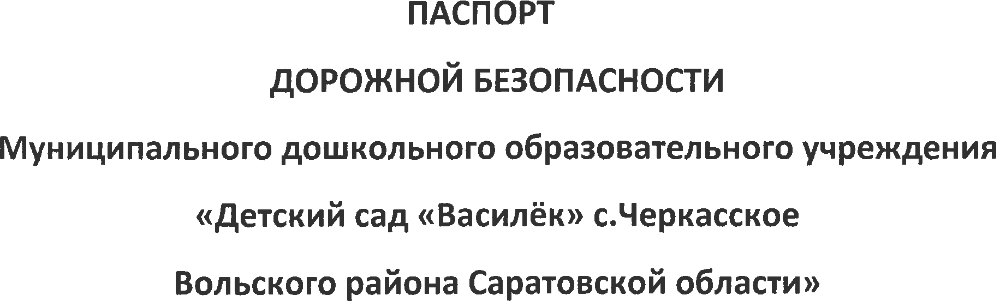 ПАСПОРТ
ДОРОЖНОЙ БЕЗОПАСНОСТИ
Муниципального дошкольного образовательного учреждения
«Детский сад «Василёк» с.Черкасское
Вольского района Саратовской области»